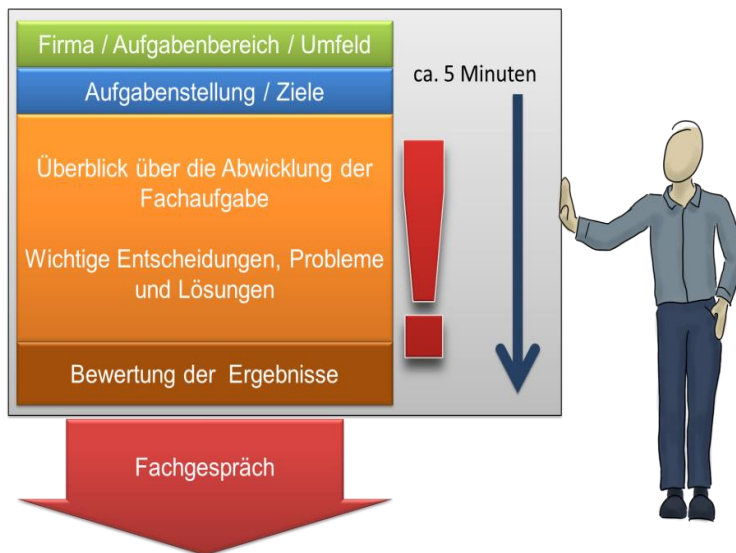 Firma / Aufgabenbereich / Umfeld
ca. 5 Minuten
Aufgabenstellung / Ziele
Überblick über die Abwicklung der
Fachaufgabe
Wichtige Entscheidungen, Probleme
und Lösungen
Bewertung der Ergebnisse
Fachgespräch